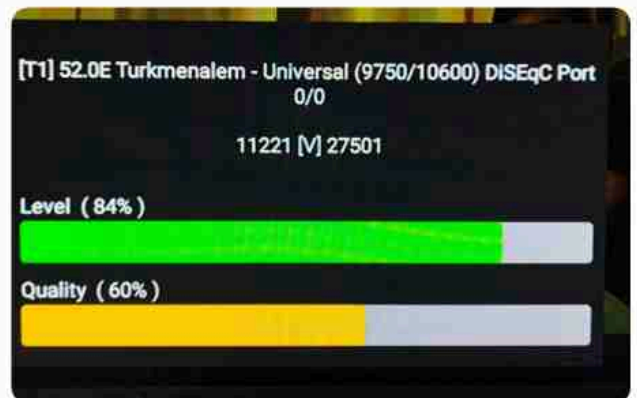 [T1] 52.0E Turkmenalem - Universal (9750/10600) DiSEqC Port
0/0
11221 [V] 27501
Level ( 84% )
Quality ( 60% )